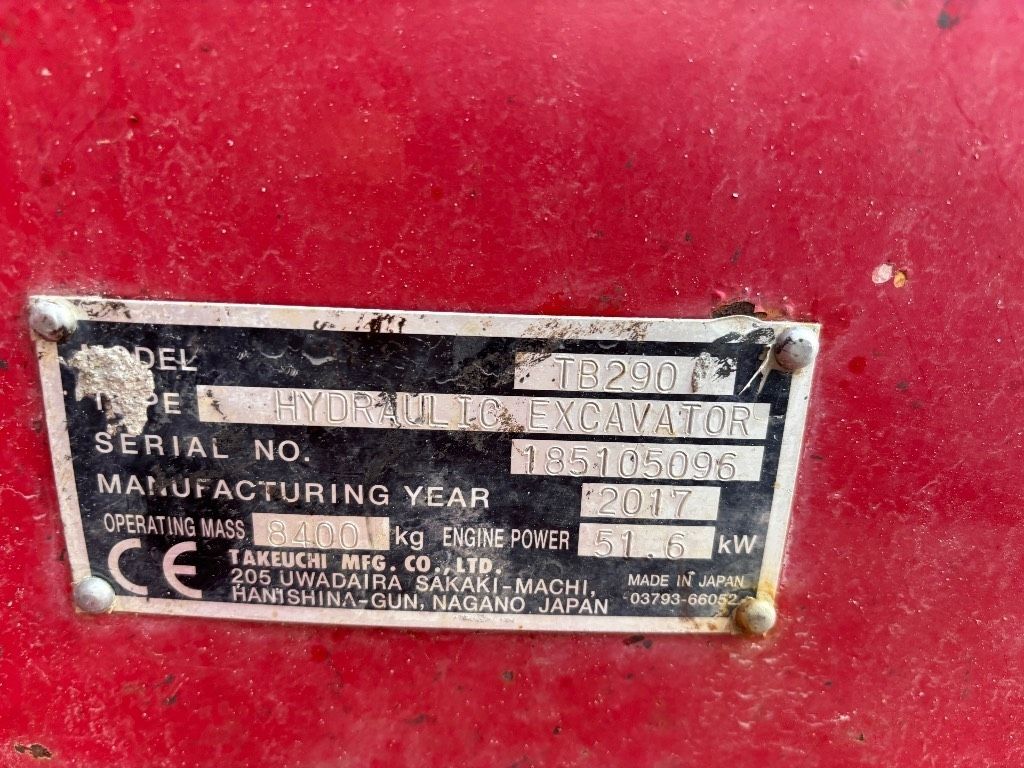 MODEL TB290
TYPE HYDRAULIC EXCAVATOR
SERIAL NO. 185105096
MANUFACTURING YEAR 2017
OPERATING MASS 8400 kg ENGINE POWER 51.6 kW
CE TAKEUCHI MFG. CO., LTD.
205 UWADAIRA SAKAKI-MACHI, MADE IN JAPAN
HANISHINA-GUN, NAGANO JAPAN 03793-66052